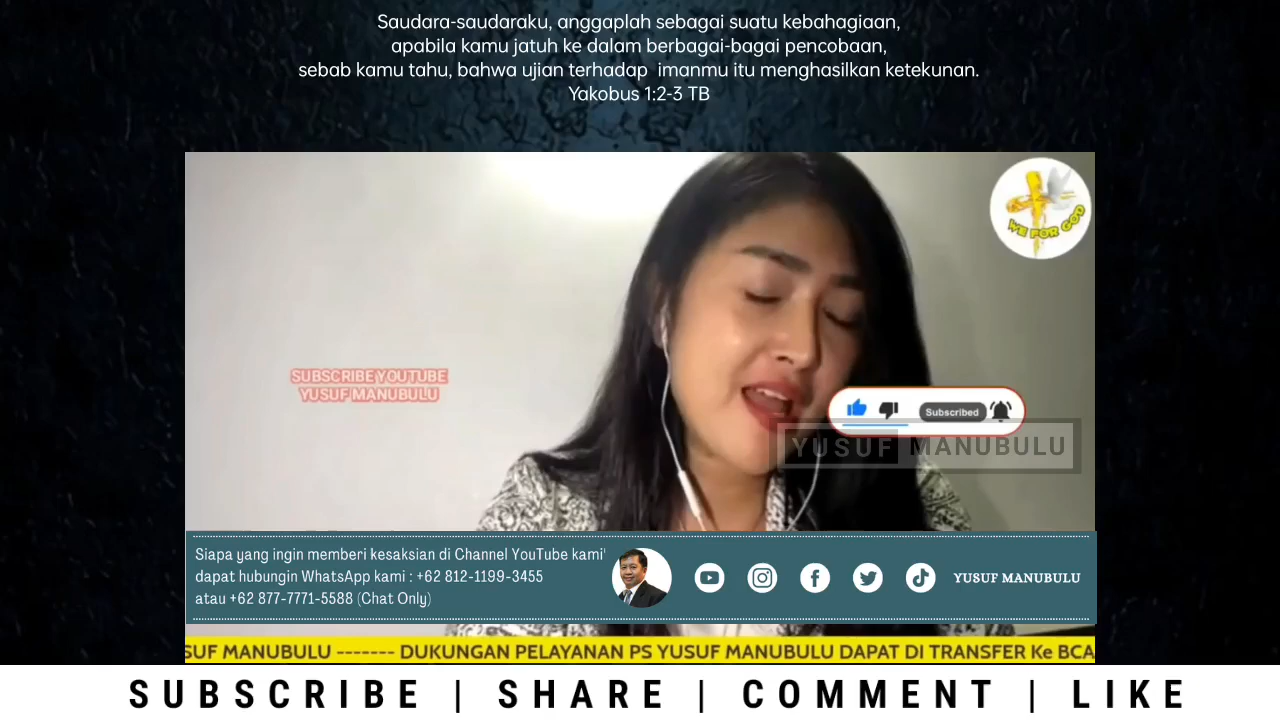 Saudara-saudaraku, anggaplah sebagai suatu kebahagiaan,
apabila kamu jatuh ke dalam berbagai-bagai pencobaan,
sebab kamu tahu, bahwa ujian terhadap imanmu itu menghasilkan ketekunan.
Yakobus 1:2-3 TB
WE FOR GOD
SUBSCRIBE YOUTUBE
YUSUF MANUBULU
Subscribed
YUSUF MANUBULU
Siapa yang ingin memberi kesaksian di Channel YouTube kami'
dapat hubungin WhatsApp kami : +62 812-1199-3455
atau +62 877-7771-5588 (Chat Only)
YUSUF MANUBULU
SUF MANUBULU ------- DUKUNGAN PELAYANAN PS YUSUF MANUBULU DAPAT DI TRANSFER Ke BCA
SUBSCRIBE | SHARE | COMMENT | LIKE